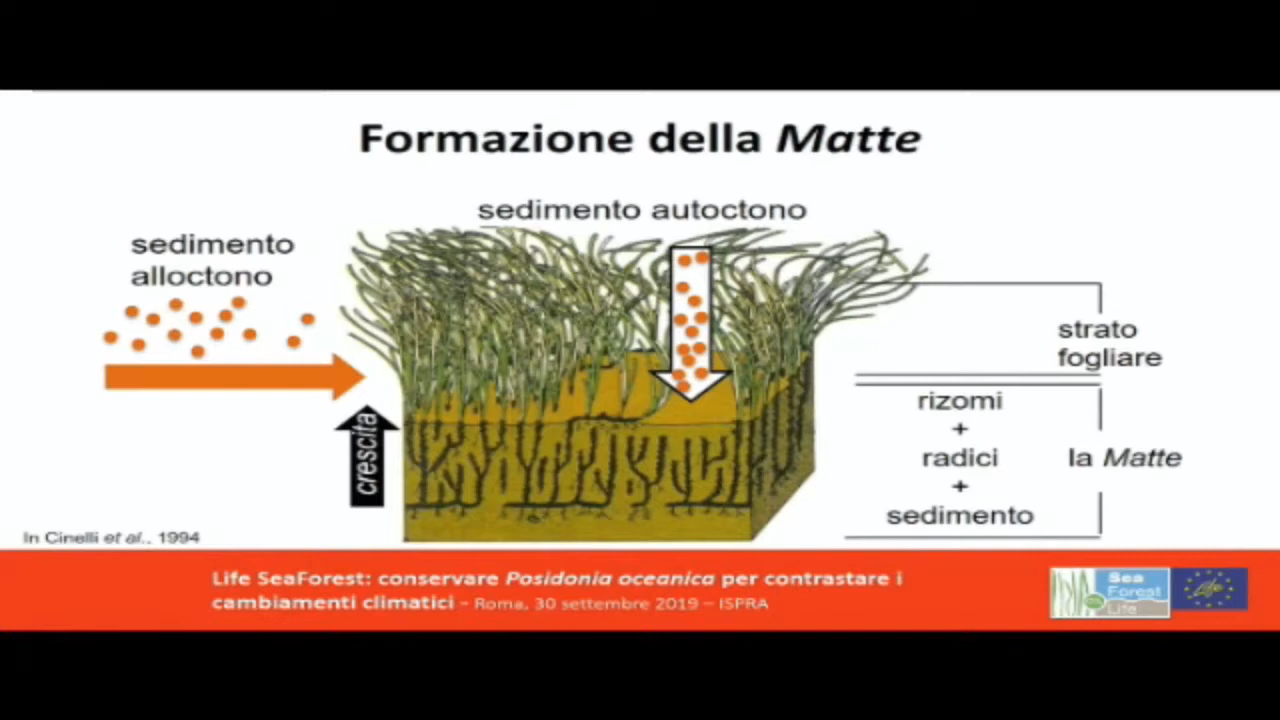 Formazione della Matte
sedimento autoctono
sedimento
alloctono
crescita
strato
fogliare
rizomi
+
radici
+
sedimento
la Matte
In Cinelli et al., 1994
Life SeaForest: conservare Posidonia oceanica per contrastare i
cambiamenti climatici – Roma, 30 settembre 2019 – ISPRA
Sea
Forest
Life
Life